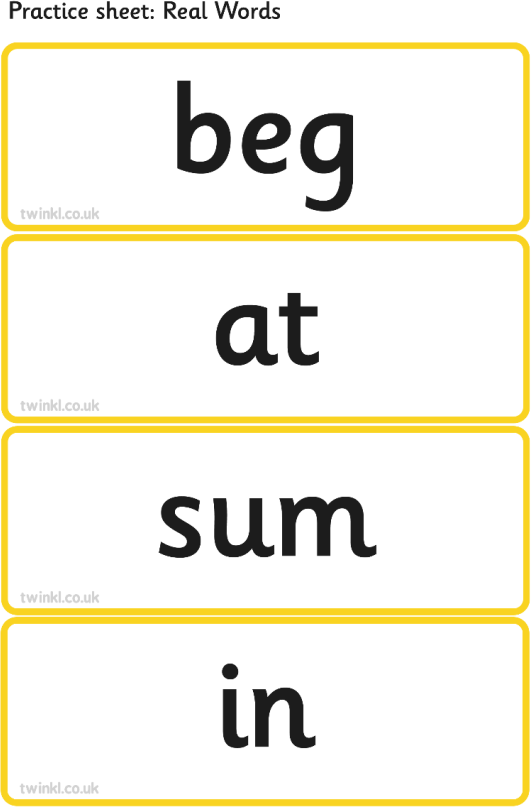 Practice sheet: Real Words
beg
twinkl.co.uk
at
twinkl.co.uk
sum
twinkl.co.uk
in
twinkl.co.uk